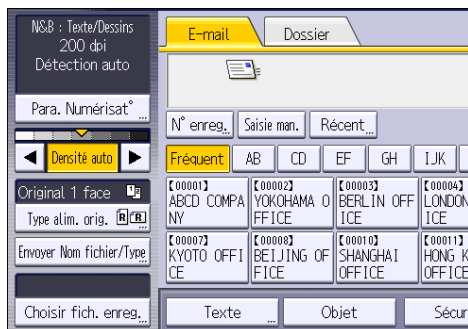 N&B : Texte/Dessins
200 dpi
Détection auto
Para. Numérisat°
Densité auto
Original 1 face
Type alim. orig.
Envoyer Nom fichier/Type
Choisir fich. enreg.
E-mail Dossier
N° enreg. Saisie man. Récent
Fréquent AB CD EF GH IJK
[00001] [00002] [00003] [00004]
ABCD COMPA YOKOHAMA O BERLIN OFF LONDON
NY FFICE ICE ICE
[00007] [00008] [00010] [00011]
KYOTO OFFI BEIJING OF SHANGHAI HONG K
CE FICE OFFICE OFFICE
Texte Objet Sécur